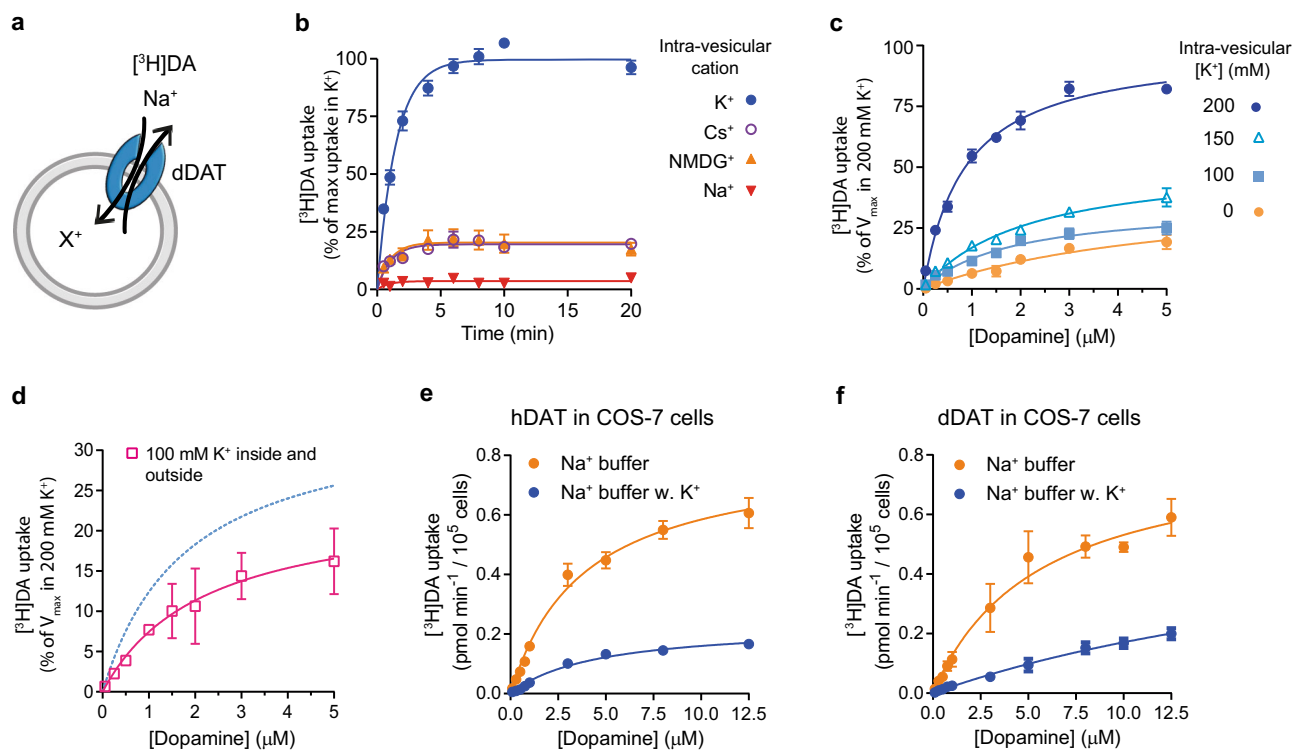 a
[³H]DA
Na⁺
dDAT
X⁺
b
[³H]DA uptake
(% of max uptake in K⁺)
100
75
50
25
0
0
5
10
15
20
Time (min)
Intra-vesicular
cation
K⁺
Cs⁺
NMDG⁺
Na⁺
c
[³H]DA uptake
(% of Vmax in 200 mM K⁺)
100
75
50
25
0
0
1
2
3
4
5
[Dopamine] (μM)
Intra-vesicular
[K⁺] (mM)
200
150
100
0
d
[³H]DA uptake
(% of Vmax in 200 mM K⁺)
30
25
20
15
10
5
0
0
1
2
3
4
5
[Dopamine] (μM)
100 mM K⁺ inside and
outside
e
hDAT in COS-7 cells
Na⁺ buffer
Na⁺ buffer w. K⁺
[³H]DA uptake
(pmol min⁻¹ / 10⁵ cells)
0.8
0.6
0.4
0.2
0.0
0.0
2.5
5.0
7.5
10.0
12.5
[Dopamine] (μM)
f
dDAT in COS-7 cells
Na⁺ buffer
Na⁺ buffer w. K⁺
[³H]DA uptake
(pmol min⁻¹ / 10⁵ cells)
0.8
0.6
0.4
0.2
0.0
0.0
2.5
5.0
7.5
10.0
12.5
[Dopamine] (μM)